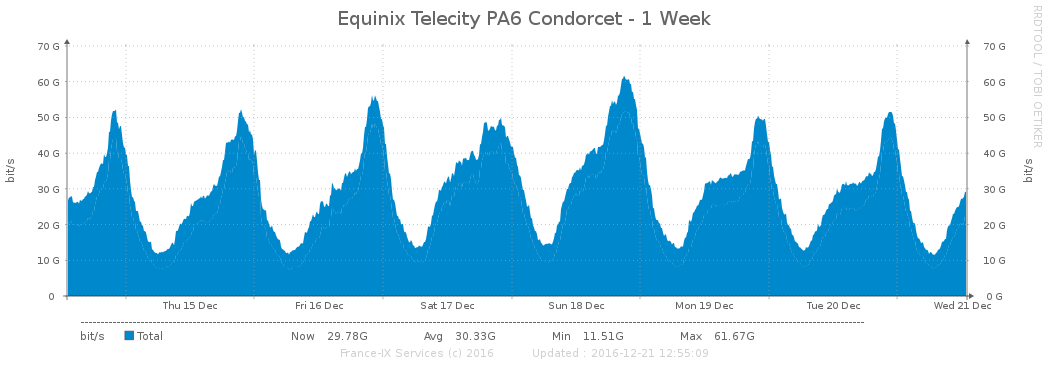 Equinix Telecity PA6 Condorcet - 1 Week
RRDTOOL / TOBI OETIKER
70 G 70 G
60 G 60 G
50 G 50 G
40 G 40 G
30 G 30 G
20 G 20 G
10 G 10 G
0 0 G
bit/s
bit/s
Thu 15 Dec Fri 16 Dec Sat 17 Dec Sun 18 Dec Mon 19 Dec Tue 20 Dec Wed 21 Dec
bit/s Total Now 29.78G Avg 30.33G Min 11.51G Max 61.67G
France-IX Services (c) 2016 Updated : 2016-12-21 12:55:09